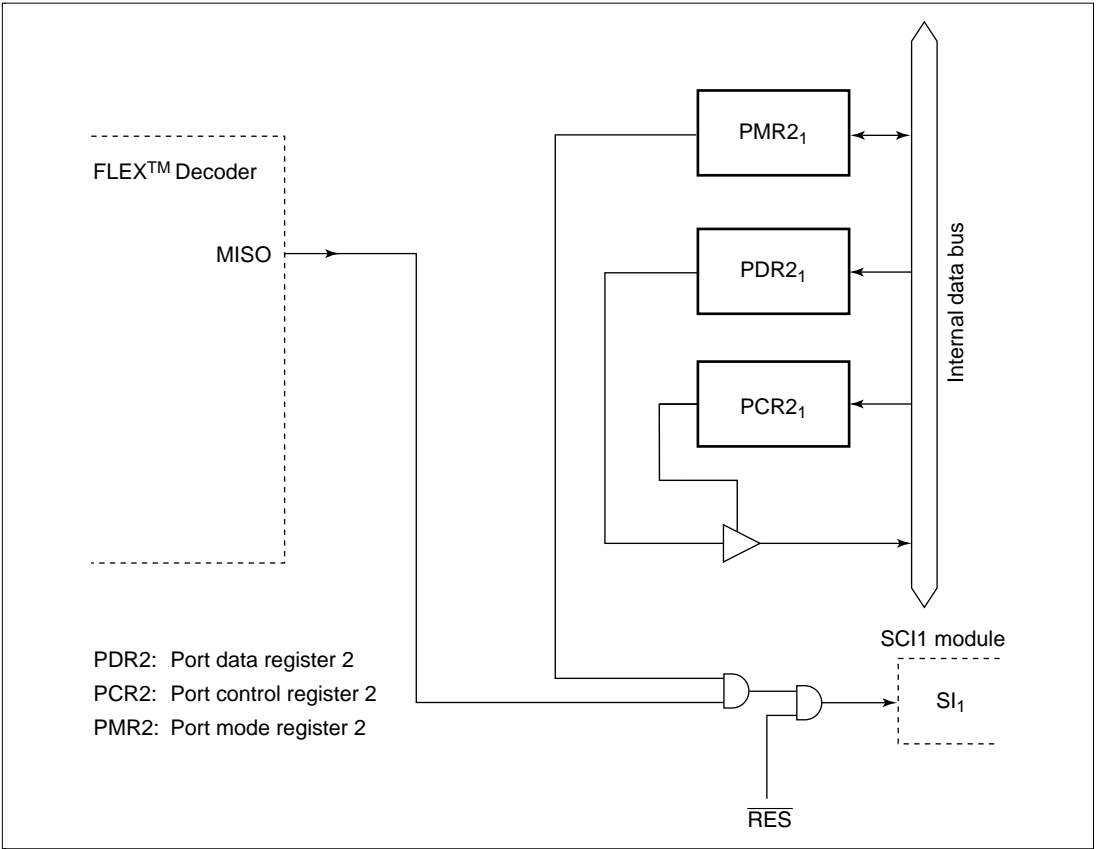 FLEX™ Decoder
MISO
PMR2₁
PDR2₁
PCR2₁
Internal data bus
SCI1 module
SI₁
RES
PDR2: Port data register 2
PCR2: Port control register 2
PMR2: Port mode register 2